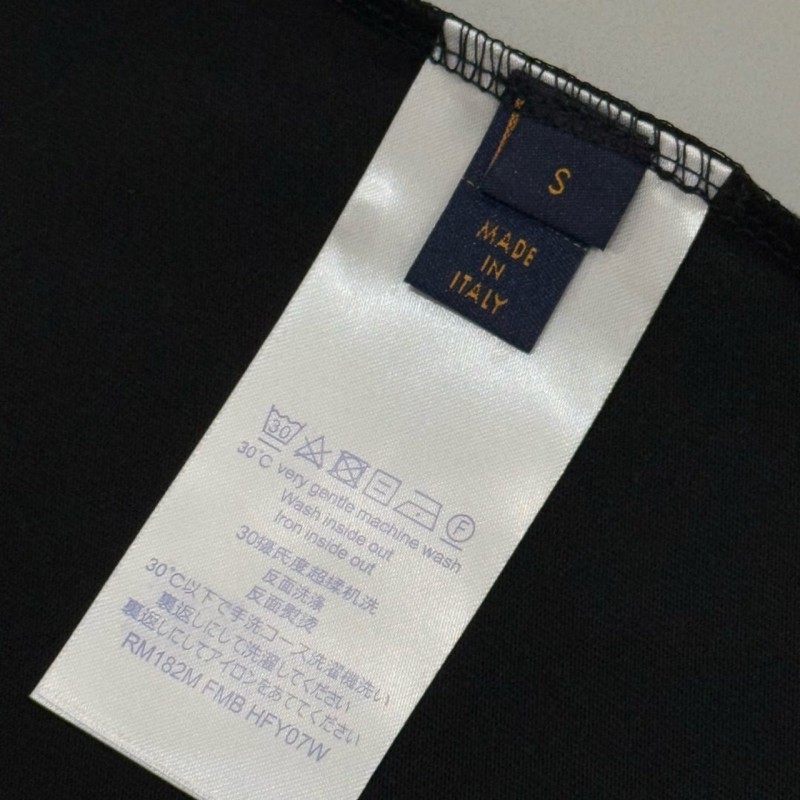 S
MADE
IN
ITALY
30
F
30°C very gentle machine wash
Wash inside out
Iron inside out
30摄氏度超揉机洗
反面洗涤
反面熨烫
30℃以下で手洗コース洗濯機洗い
裏返しにして洗濯してください
裏返しにしてアイロンをあててください
RM182M FMB HFY07W